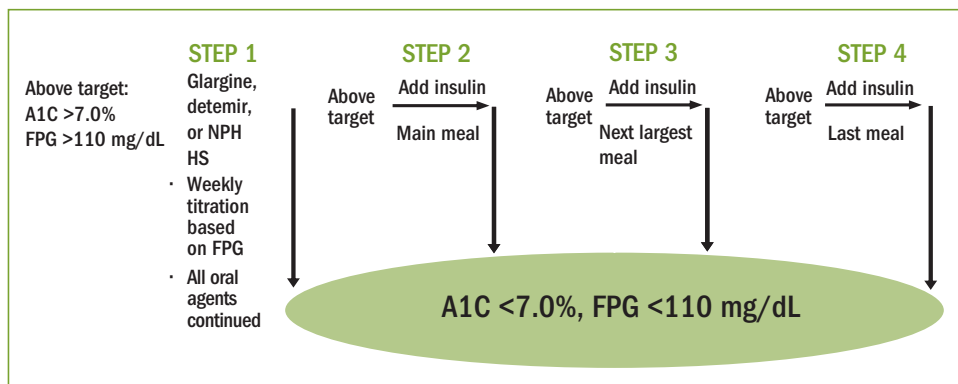 Above target:
A1C >7.0%
FPG >110 mg/dL
STEP 1
Glargine,
detemir,
or NPH
HS
· Weekly
titration
based
on FPG
· All oral
agents
continued
STEP 2
Above
target
Add insulin
Main meal
STEP 3
Above
target
Add insulin
Next largest
meal
STEP 4
Above
target
Add insulin
Last meal
A1C <7.0%, FPG <110 mg/dL